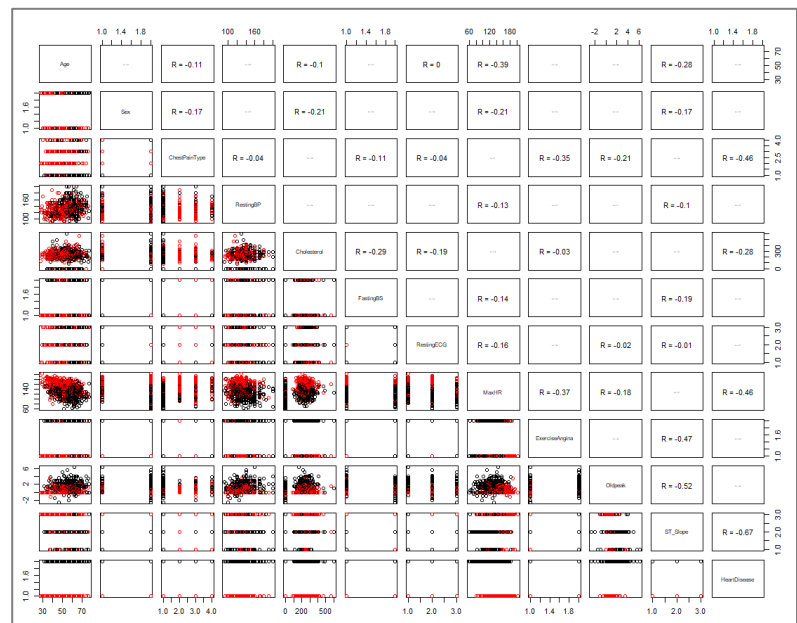 1.0 1.4 1.8 100 160 1.0 1.4 1.8 60 120 180 -2 2 4 6 1.0 1.4 1.8
Age --- R = -0.11 --- R = -0.1 --- R = 0 R = -0.39 --- --- R = -0.28 --- 30 50 70
1.0 1.6 Sex R = -0.17 --- R = -0.21 --- --- R = -0.21 --- --- R = -0.17 ---
ChestPainType R = -0.04 --- R = -0.11 R = -0.04 --- R = -0.35 R = -0.21 --- R = -0.46 1.0 2.5 4.0
100 160 RestingBP --- --- --- R = -0.13 --- --- R = -0.1 ---
Cholesterol R = -0.29 R = -0.19 --- R = -0.03 --- --- R = -0.28 0 300
1.0 1.6 FastingBS --- R = -0.14 --- --- R = -0.19 ---
RestingECG R = -0.16 --- R = -0.02 R = -0.01 --- 1.0 2.0 3.0
60 140 MaxHR R = -0.37 R = -0.18 --- R = -0.46
ExerciseAngina --- R = -0.47 --- 1.0 1.6
-2 2 6 Oldpeak R = -0.52 ---
ST_Slope R = -0.67 1.0 2.0 3.0
1.0 1.6 HeartDisease
30 50 70 1.0 2.0 3.0 4.0 0 200 500 1.0 2.0 3.0 1.0 1.4 1.8 1.0 2.0 3.0